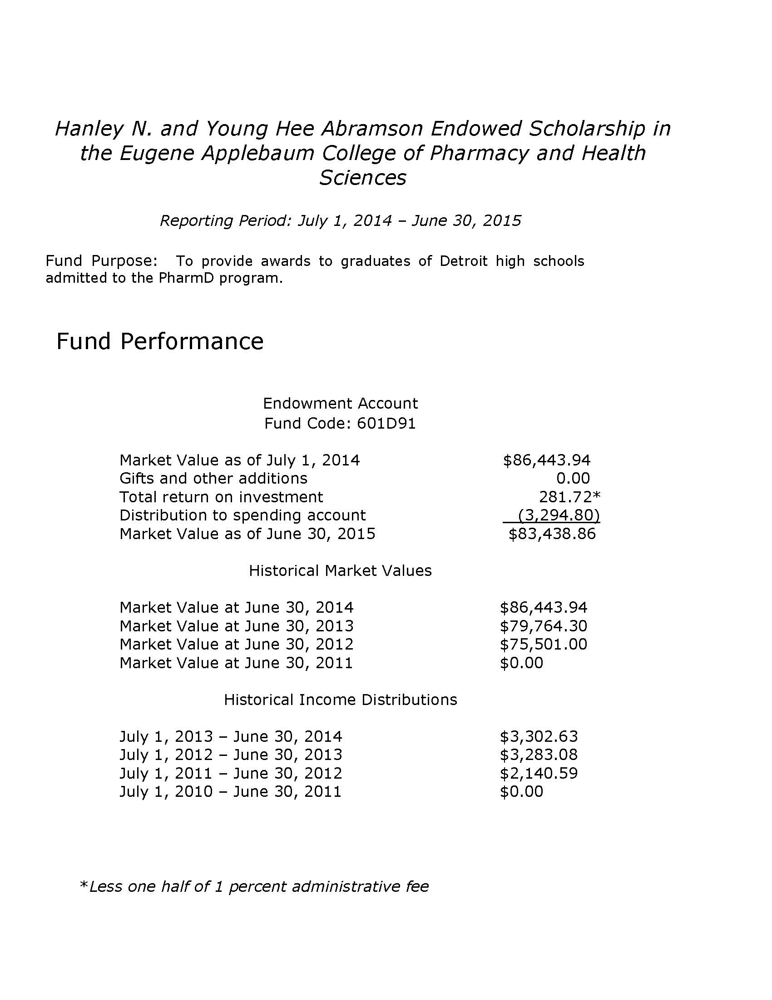 Hanley N. and Young Hee Abramson Endowed Scholarship in
the Eugene Applebaum College of Pharmacy and Health
Sciences
Reporting Period: July 1, 2014 – June 30, 2015
Fund Purpose: To provide awards to graduates of Detroit high schools
admitted to the PharmD program.
Fund Performance
Endowment Account
Fund Code: 601D91
Market Value as of July 1, 2014 $86,443.94
Gifts and other additions 0.00
Total return on investment 281.72*
Distribution to spending account (3,294.80)
Market Value as of June 30, 2015 $83,438.86
Historical Market Values
Market Value at June 30, 2014 $86,443.94
Market Value at June 30, 2013 $79,764.30
Market Value at June 30, 2012 $75,501.00
Market Value at June 30, 2011 $0.00
Historical Income Distributions
July 1, 2013 – June 30, 2014 $3,302.63
July 1, 2012 – June 30, 2013 $3,283.08
July 1, 2011 – June 30, 2012 $2,140.59
July 1, 2010 – June 30, 2011 $0.00
*Less one half of 1 percent administrative fee